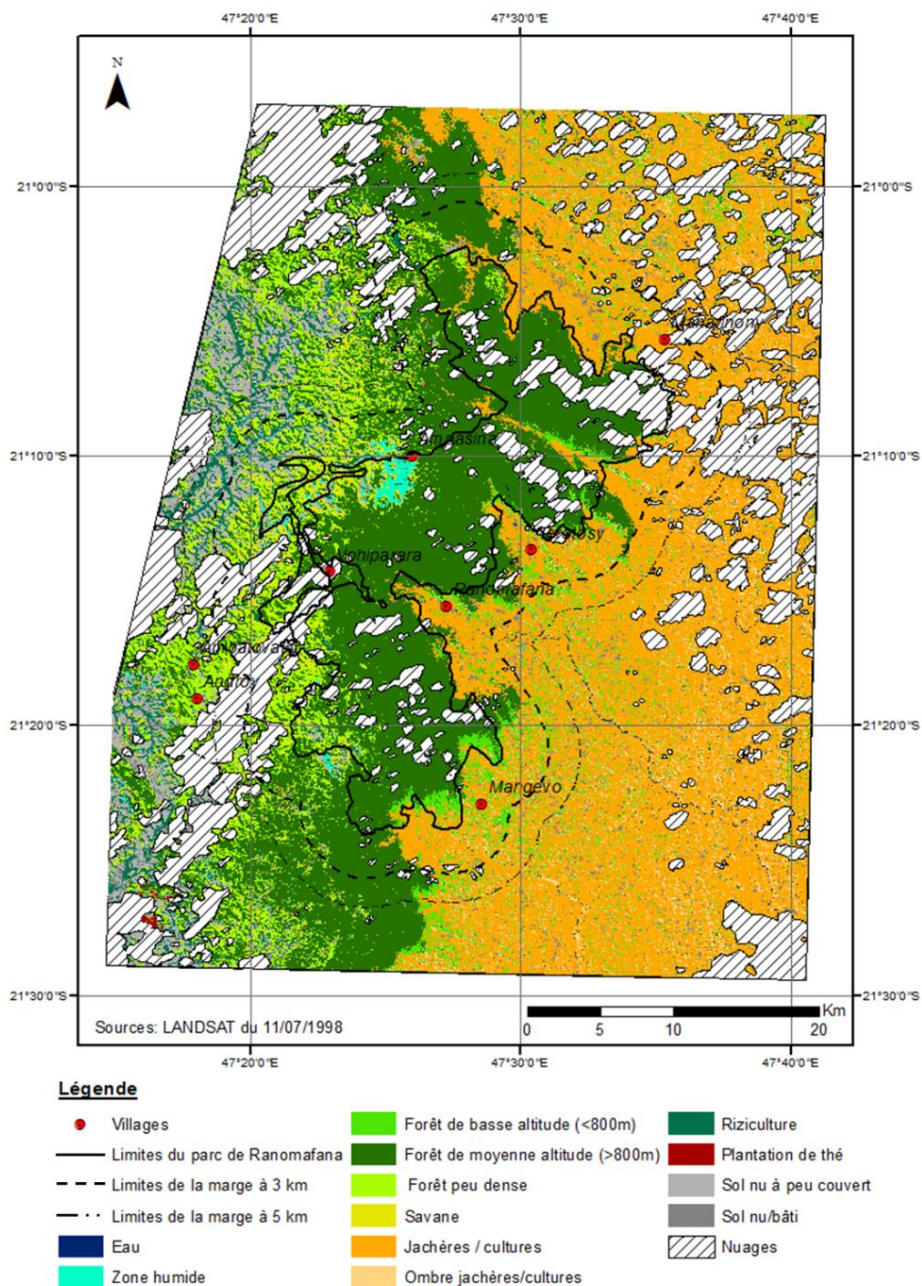 47°20'0"E 47°30'0"E 47°40'0"E
N
21°0'0"S 21°0'0"S
21°10'0"S 21°10'0"S
Vohiparara
Ranomafana
21°20'0"S 21°20'0"S
Mangevo
21°30'0"S 21°30'0"S
Km
Sources: LANDSAT du 11/07/1998
0 5 10 20
47°20'0"E 47°30'0"E 47°40'0"E
Légende
Villages
Limites du parc de Ranomafana
Limites de la marge à 3 km
Limites de la marge à 5 km
Eau
Zone humide
Forêt de basse altitude (<800m)
Forêt de moyenne altitude (>800m)
Forêt peu dense
Savane
Jachères / cultures
Ombre jachères/cultures
Riziculture
Plantation de thé
Sol nu à peu couvert
Sol nu/bâti
Nuages